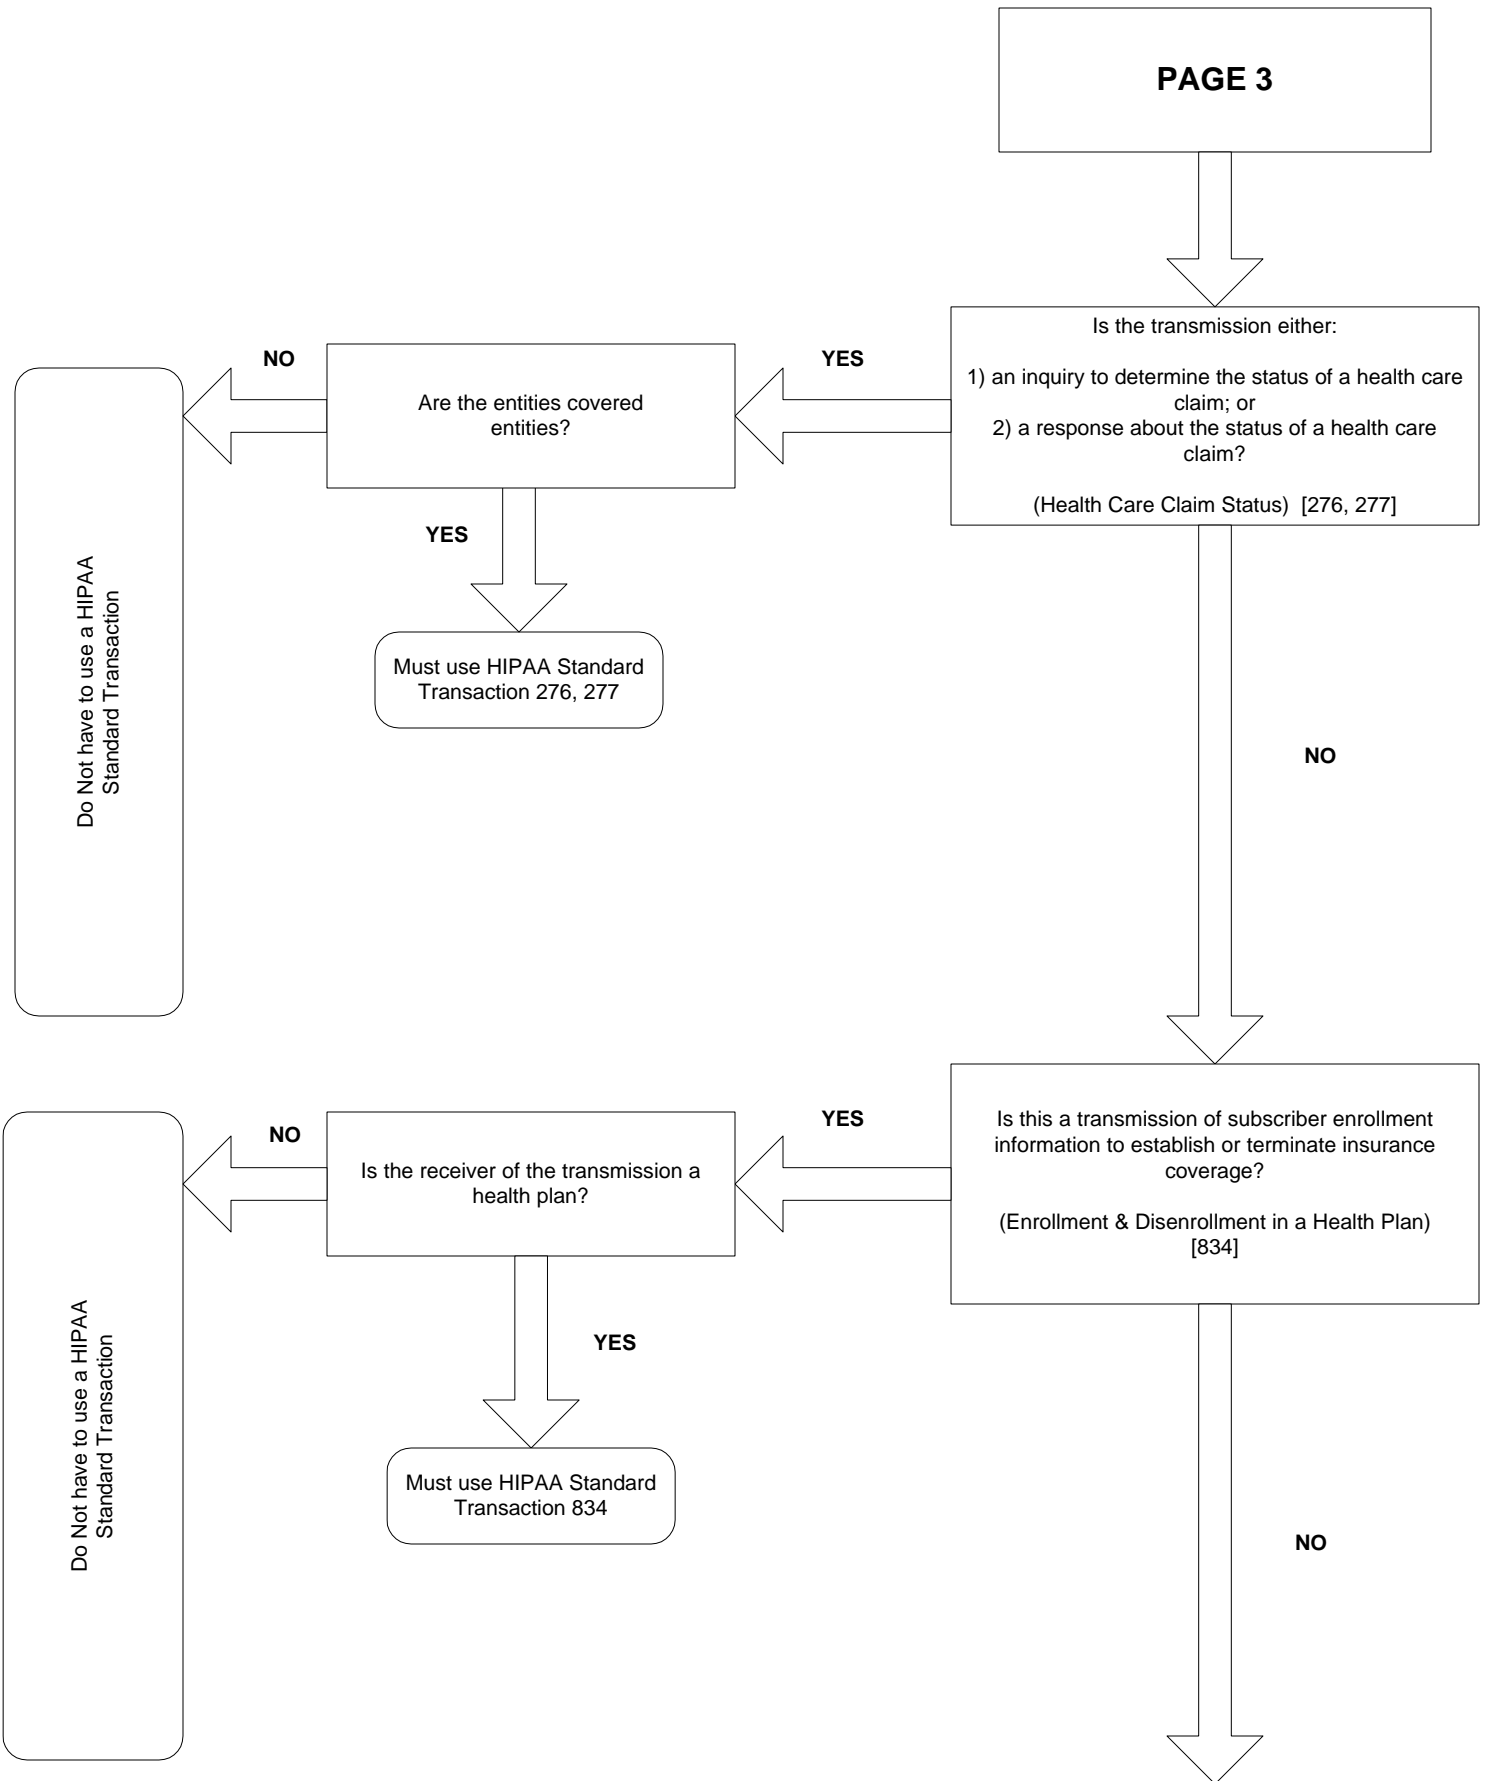 PAGE 3
Is the transmission either:
1) an inquiry to determine the status of a health care
claim; or
2) a response about the status of a health care
claim?
(Health Care Claim Status)  [276, 277]
YES
Are the entities covered
entities?
NO
Do Not have to use a HIPAA
Standard Transaction
YES
Must use HIPAA Standard
Transaction 276, 277
NO
Is this a transmission of subscriber enrollment
information to establish or terminate insurance
coverage?
(Enrollment & Disenrollment in a Health Plan)
[834]
YES
Is the receiver of the transmission a
health plan?
NO
Do Not have to use a HIPAA
Standard Transaction
YES
Must use HIPAA Standard
Transaction 834
NO